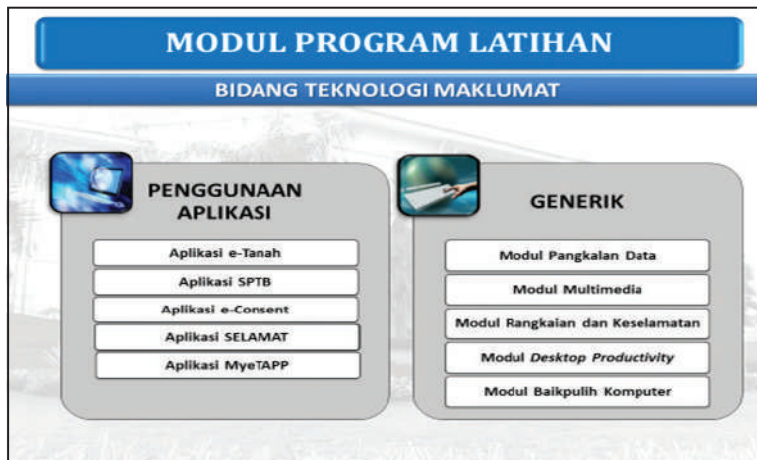 MODUL PROGRAM LATIHAN
BIDANG TEKNOLOGI MAKLUMAT
PENGGUNAAN
APLIKASI
Aplikasi e-Tanah
Aplikasi SPTB
Aplikasi e-Consent
Aplikasi SELAMAT
Aplikasi MyeTAPP
GENERIK
Modul Pangkalan Data
Modul Multimedia
Modul Rangkaian dan Keselamatan
Modul Desktop Productivity
Modul Baikpulih Komputer